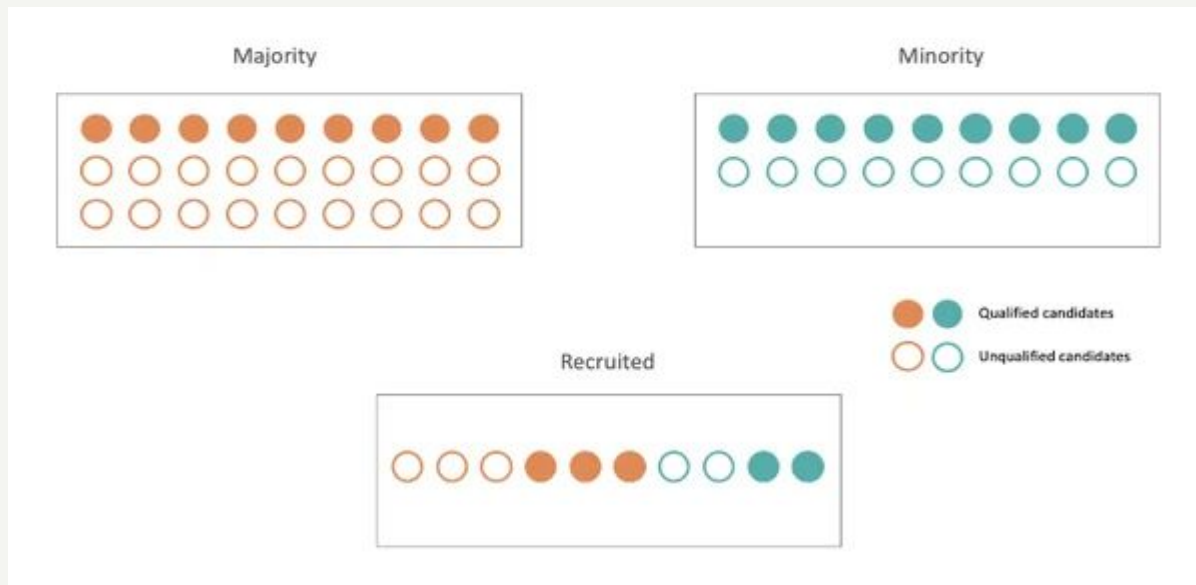 Majority
Minority
Qualified candidates
Unqualified candidates
Recruited